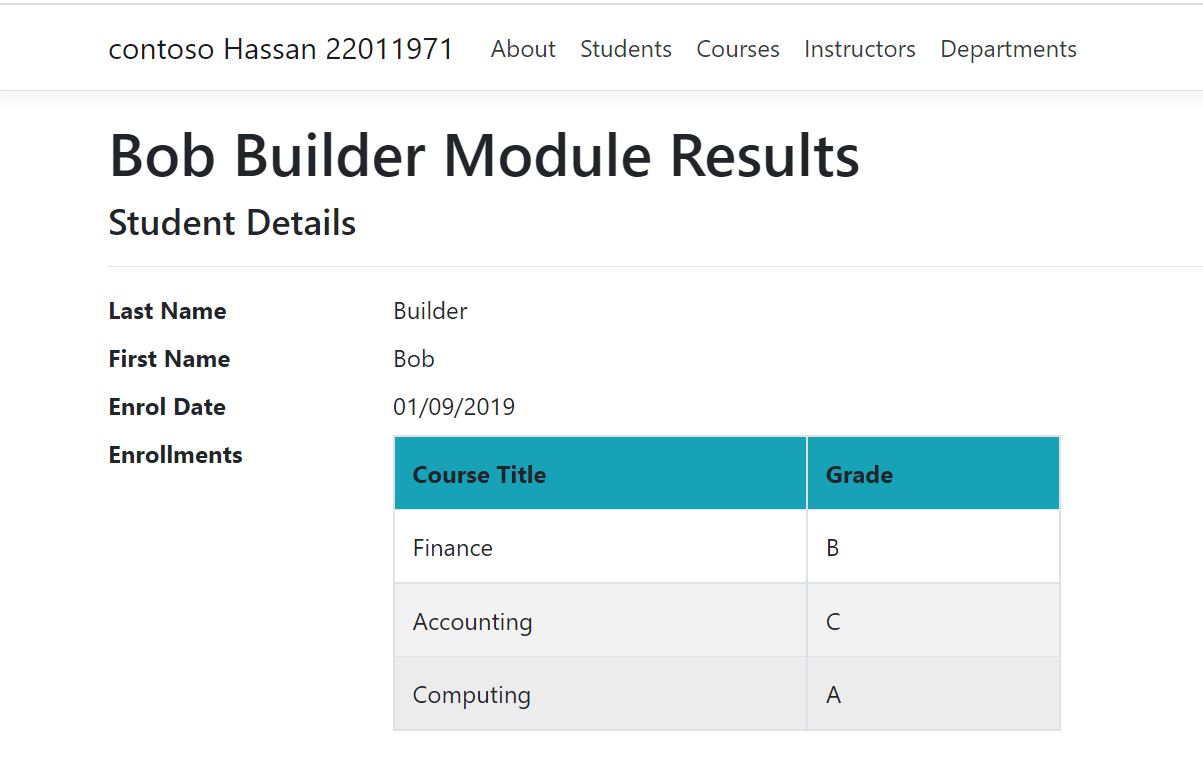 contoso Hassan 22011971 About Students Courses Instructors Departments
Bob Builder Module Results
Student Details
Last Name Builder
First Name Bob
Enrol Date 01/09/2019
Enrollments
Course Title Grade
Finance B
Accounting C
Computing A